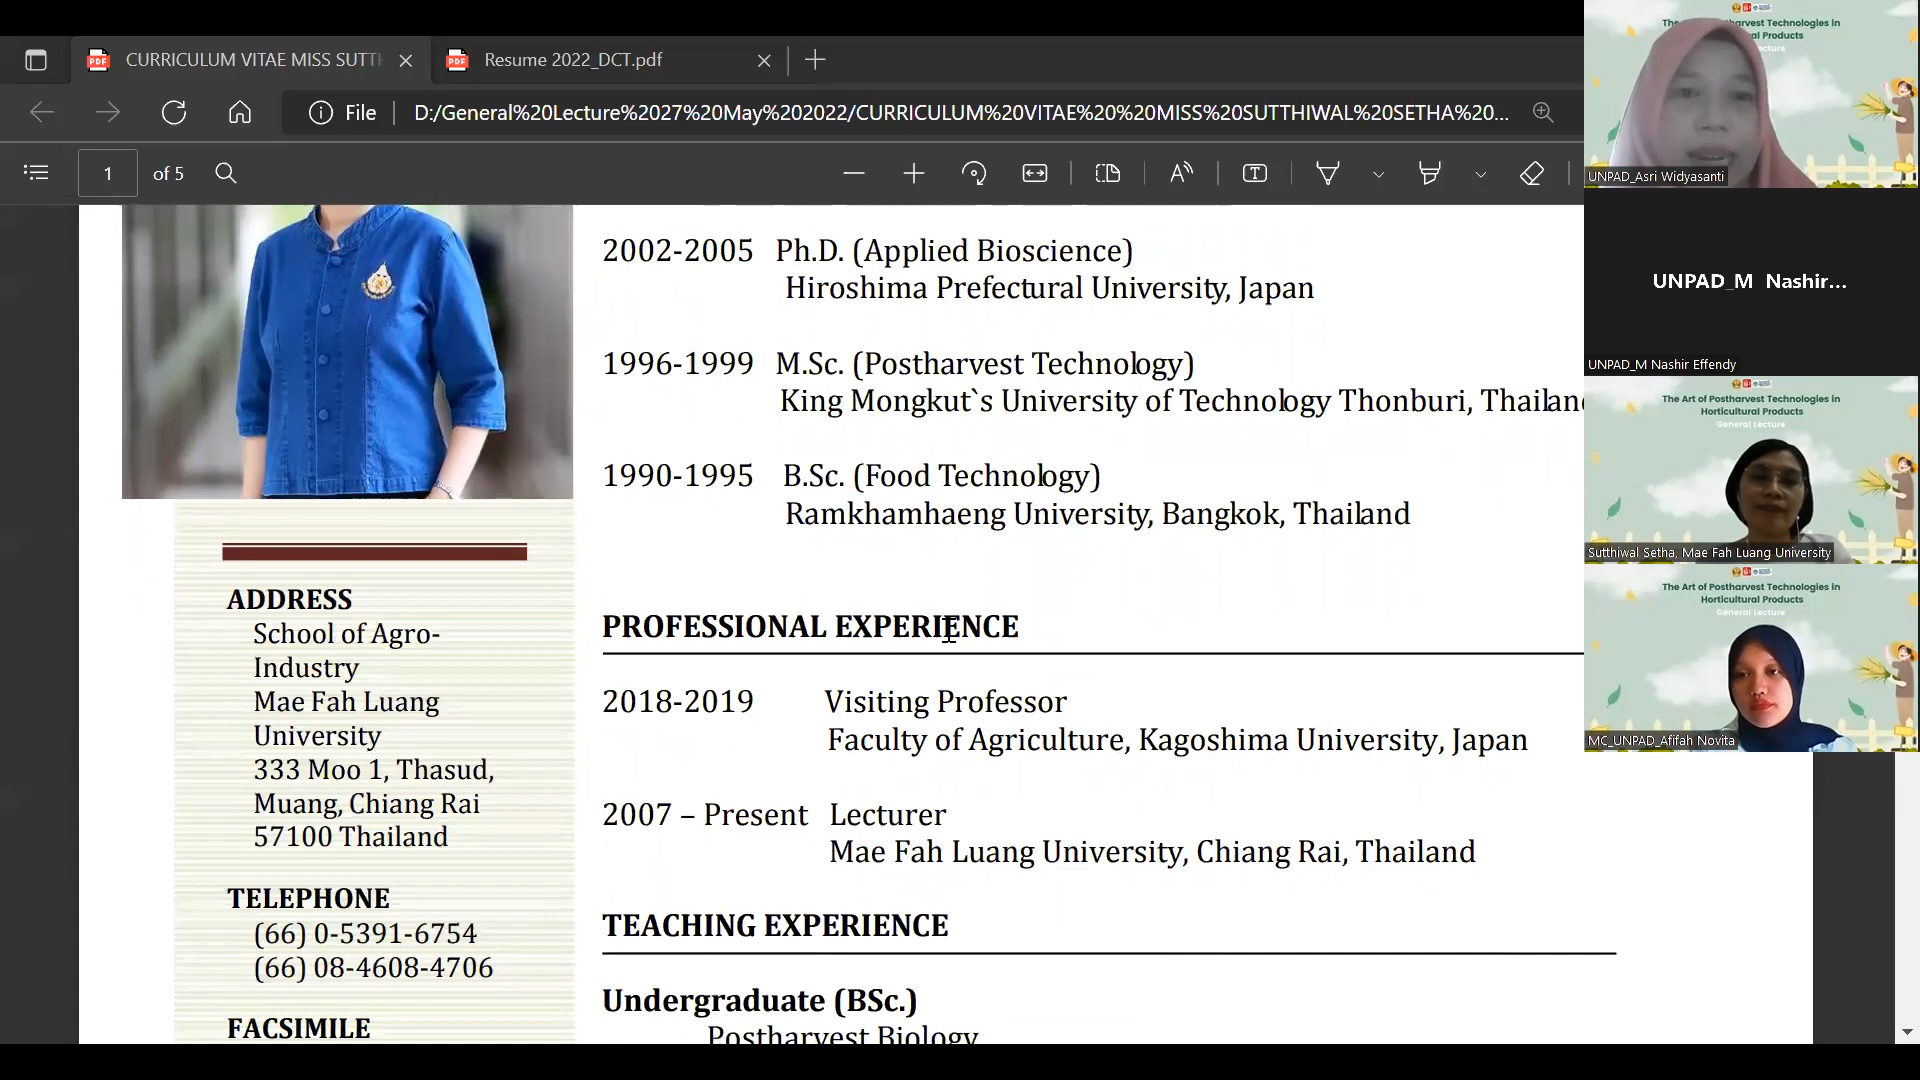 CURRICULUM VITAE MISS SUTTH
Resume 2022_DCT.pdf
File
D:/General%20Lecture%2027%20May%202022/CURRICULUM%20VITAE%20%20MISS%20SUTTHIWAL%20SETHA%20...
1
of 5
2002-2005 Ph.D. (Applied Bioscience)
Hiroshima Prefectural University, Japan
1996-1999 M.Sc. (Postharvest Technology)
King Mongkut`s University of Technology Thonburi, Thailand
1990-1995 B.Sc. (Food Technology)
Ramkhamhaeng University, Bangkok, Thailand
PROFESSIONAL EXPERIENCE
2018-2019 Visiting Professor
Faculty of Agriculture, Kagoshima University, Japan
2007 – Present Lecturer
Mae Fah Luang University, Chiang Rai, Thailand
TEACHING EXPERIENCE
Undergraduate (BSc.)
Postharvest Biology
ADDRESS
School of Agro-
Industry
Mae Fah Luang
University
333 Moo 1, Thasud,
Muang, Chiang Rai
57100 Thailand
TELEPHONE
(66) 0-5391-6754
(66) 08-4608-4706
FACSIMILE
UNPAD_Asri Widyasanti
UNPAD_M Nashir...
UNPAD_M Nashir Effendy
The Art of Postharvest Technologies in
Horticultural Products
General Lecture
Sutthiwal Setha, Mae Fah Luang University
The Art of Postharvest Technologies in
Horticultural Products
General Lecture
MC_UNPAD_Afifah Novita